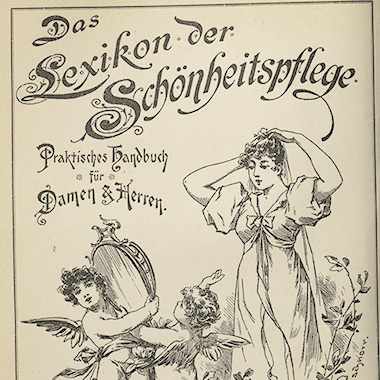 Das
Lexikon der
Schönheitspflege.
Praktisches Handbuch
für
Damen & Herren.